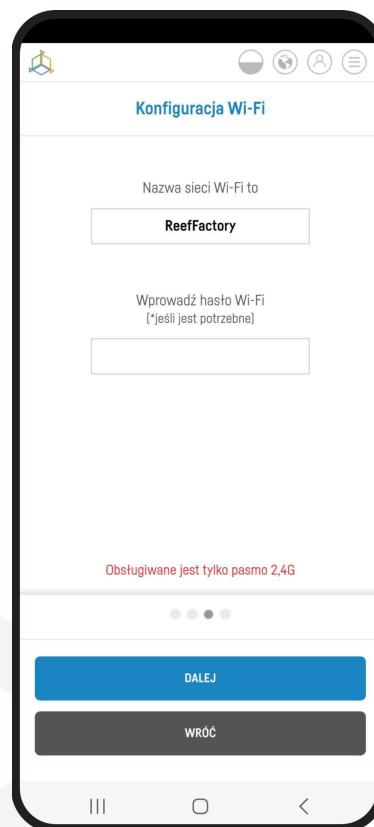 Konfiguracja Wi-Fi
Nazwa sieci Wi-Fi to
ReefFactory
Wprowadź hasło Wi-Fi
(*jeśli jest potrzebne)
Obsługiwane jest tylko pasmo 2,4G
DALEJ
WRÓĆ